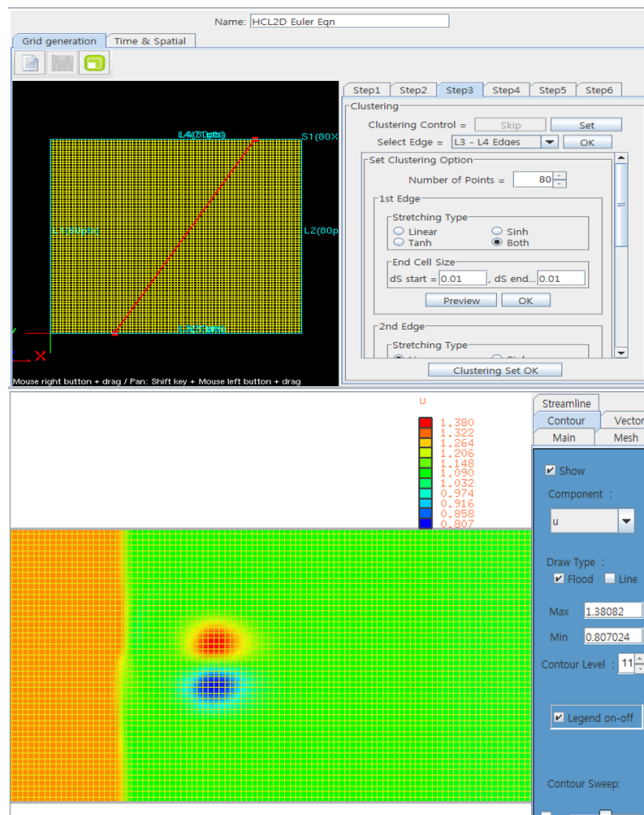 Name: HCL2D Euler Eqn
Grid generation Time & Spatial
Step1 Step2 Step3 Step4 Step5 Step6
Clustering
Clustering Control = Skip Set
Select Edge = L3 - L4 Edges OK
Set Clustering Option
Number of Points = 80
1st Edge
Stretching Type
Linear Sinh
Tanh Both
End Cell Size
dS start = 0.01 , dS end... 0.01
Preview OK
2nd Edge
Stretching Type
Clustering Set OK
S1(80X
L2(80p
X
Mouse right button + drag / Pan: Shift key + Mouse left button + drag
u
1.380
1.322
1.264
1.206
1.148
1.090
1.032
0.974
0.916
0.858
0.807
Streamline
Contour Vector
Main Mesh
Show
Component :
u
Draw Type :
Flood Line
Max 1.38082
Min 0.807024
Contour Level : 11
Legend on-off
Contour Sweep: